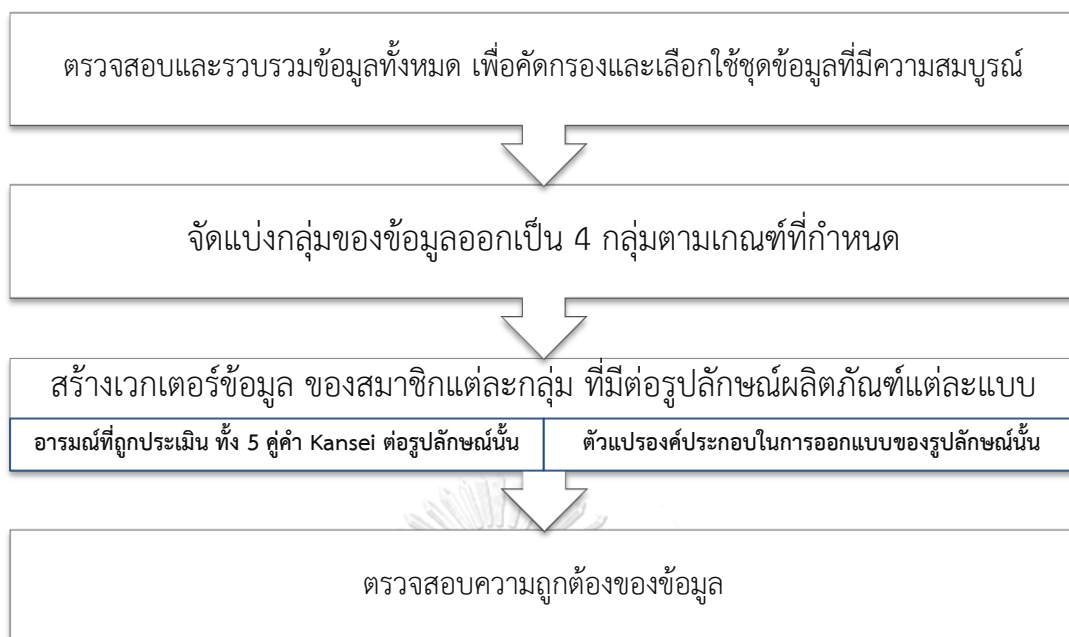 ตรวจสอบและรวบรวมข้อมูลทั้งหมด เพื่อคัดกรองและเลือกใช้ชุดข้อมูลที่มีความสมบูรณ์
จัดแบ่งกลุ่มของข้อมูลออกเป็น 4 กลุ่มตามเกณฑ์ที่กำหนด
สร้างเวกเตอร์ข้อมูล ของสมาชิกแต่ละกลุ่ม ที่มีต่อรูปลักษณ์ผลิตภัณฑ์แต่ละแบบ
อารมณ์ที่ถูกประเมิน ทั้ง 5 คู่คำ Kansei ต่อรูปลักษณ์นั้น
ตัวแปรองค์ประกอบในการออกแบบของรูปลักษณ์นั้น
ตรวจสอบความถูกต้องของข้อมูล